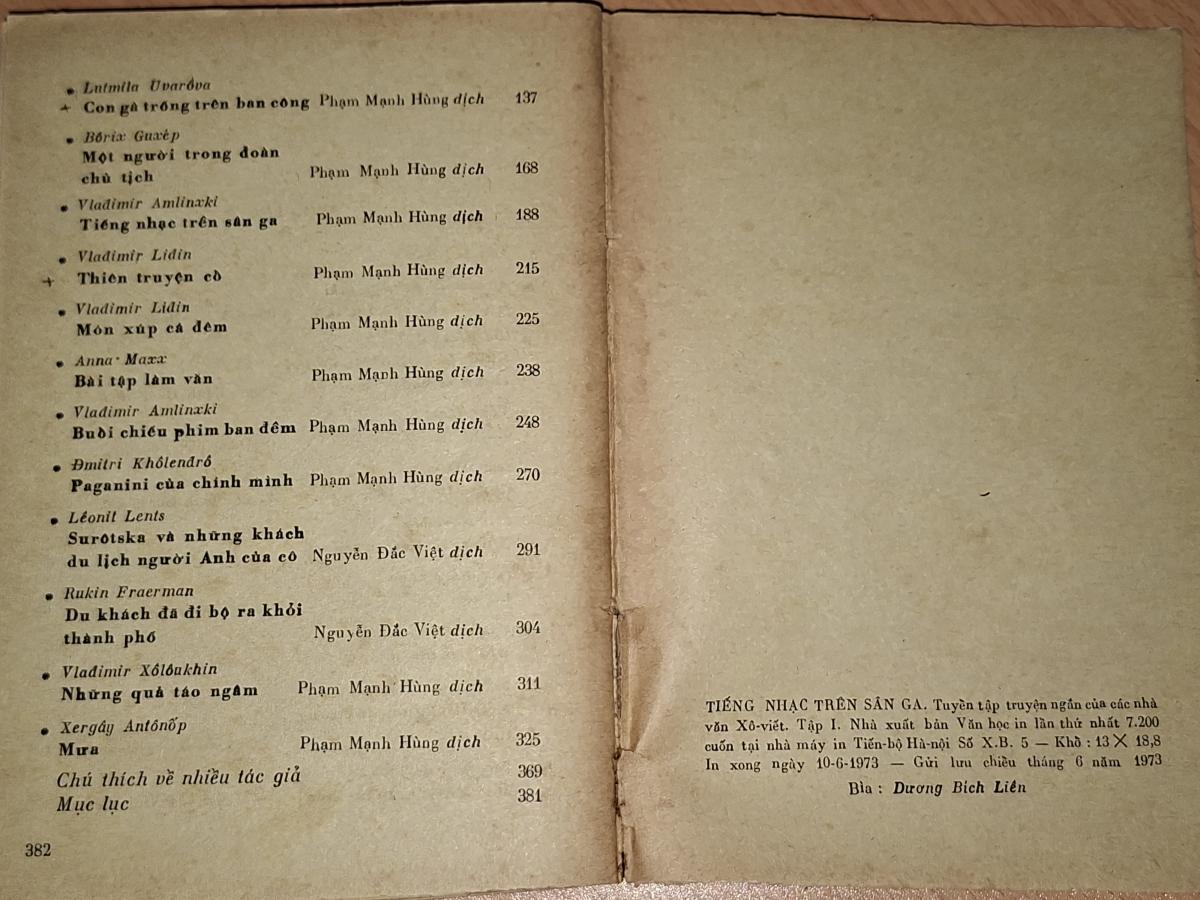 • Lutmila Uvarôva
+ Con gà trống trên ban công Phạm Mạnh Hùng dịch 137
• Bôrix Guxép
Một người trong đoàn
chủ tịch Phạm Mạnh Hùng dịch 168
• Vlađimir Amlinxki
Tiếng nhạc trên sân ga Phạm Mạnh Hùng dịch 188
• Vlađimir Liđin
+ Thiên truyện cổ Phạm Mạnh Hùng dịch 215
• Vlađimir Liđin
Món xúp cá đêm Phạm Mạnh Hùng dịch 225
• Anna Maxx
Bài tập làm văn Phạm Mạnh Hùng dịch 238
• Vlađimir Amlinxki
Buổi chiếu phim ban đêm Phạm Mạnh Hùng dịch 248
• Đmitri Khôlenđrô
Paganini của chính mình Phạm Mạnh Hùng dịch 270
• Lêonit Lents
Surôtska và những khách
du lịch người Anh của cô Nguyễn Đắc Việt dịch 291
• Rukin Fraerman
Du khách đã đi bộ ra khỏi
thành phố Nguyễn Đắc Việt dịch 304
• Vlađimir Xôlôukhin
Những quả táo ngâm Phạm Mạnh Hùng dịch 311
• Xergây Antônốp
Mưa Phạm Mạnh Hùng dịch 325
Chú thích về nhiều tác giả 369
Mục lục 381
382
TIẾNG NHẠC TRÊN SÂN GA. Tuyển tập truyện ngắn của các nhà
văn Xô-viết. Tập I. Nhà xuất bản Văn học in lần thứ nhất 7.200
cuốn tại nhà máy in Tiến-bộ Hà-nội Số X.B. 5 — Khổ : 13 X 18,8
In xong ngày 10-6-1973 — Gửi lưu chiểu tháng 6 năm 1973
Bìa : Dương Bích Liên